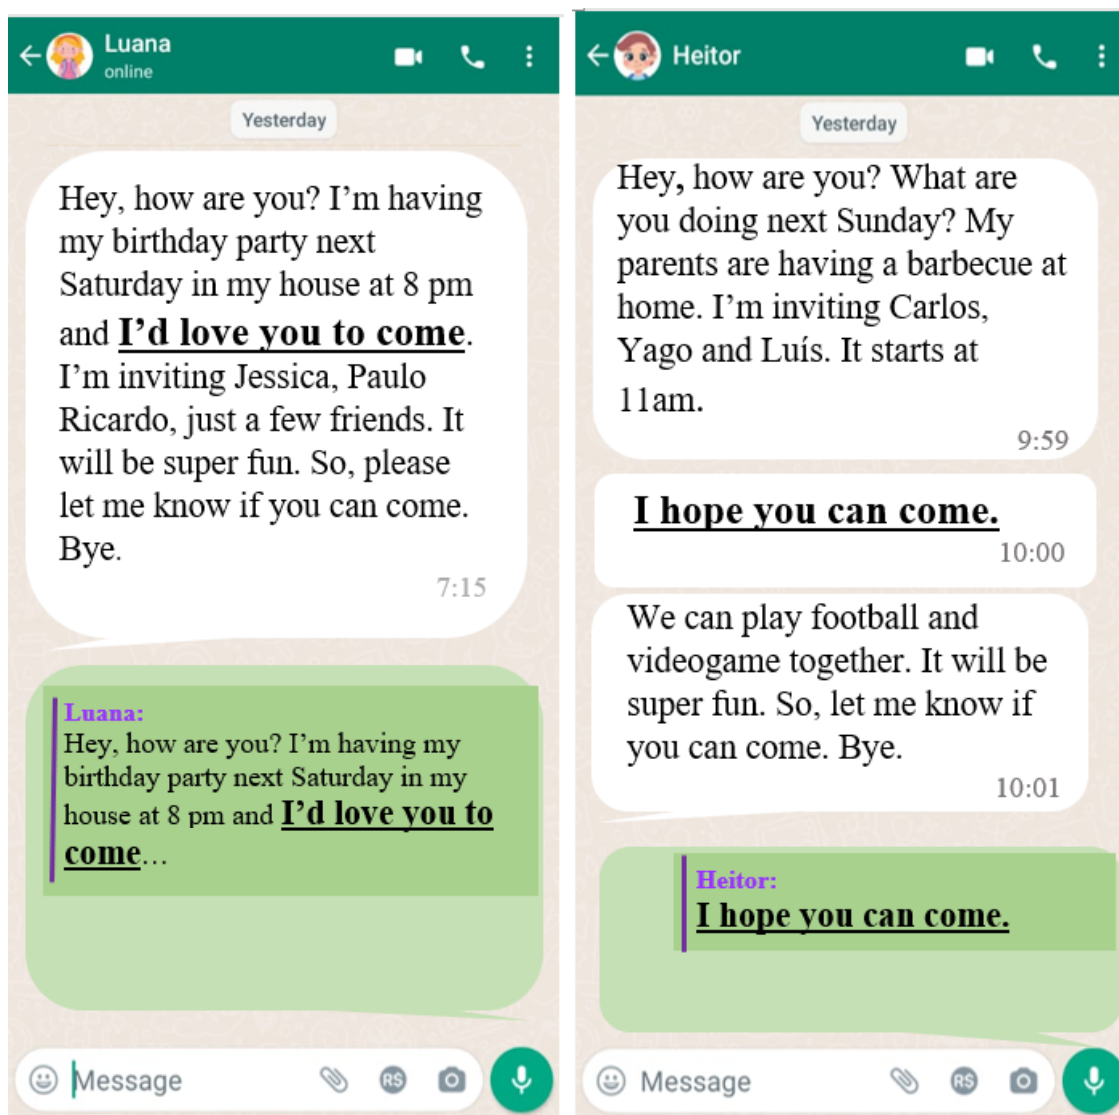 Luana
online
Yesterday
Hey, how are you? I’m having
my birthday party next
Saturday in my house at 8 pm
and I’d love you to come.
I’m inviting Jessica, Paulo
Ricardo, just a few friends. It
will be super fun. So, please
let me know if you can come.
Bye.
7:15
Luana:
Hey, how are you? I’m having my
birthday party next Saturday in my
house at 8 pm and I’d love you to
come…
Message
R$
Heitor
Yesterday
Hey, how are you? What are
you doing next Sunday? My
parents are having a barbecue at
home. I’m inviting Carlos,
Yago and Luís. It starts at
11am.
9:59
I hope you can come.
10:00
We can play football and
videogame together. It will be
super fun. So, let me know if
you can come. Bye.
10:01
Heitor:
I hope you can come.
Message
R$